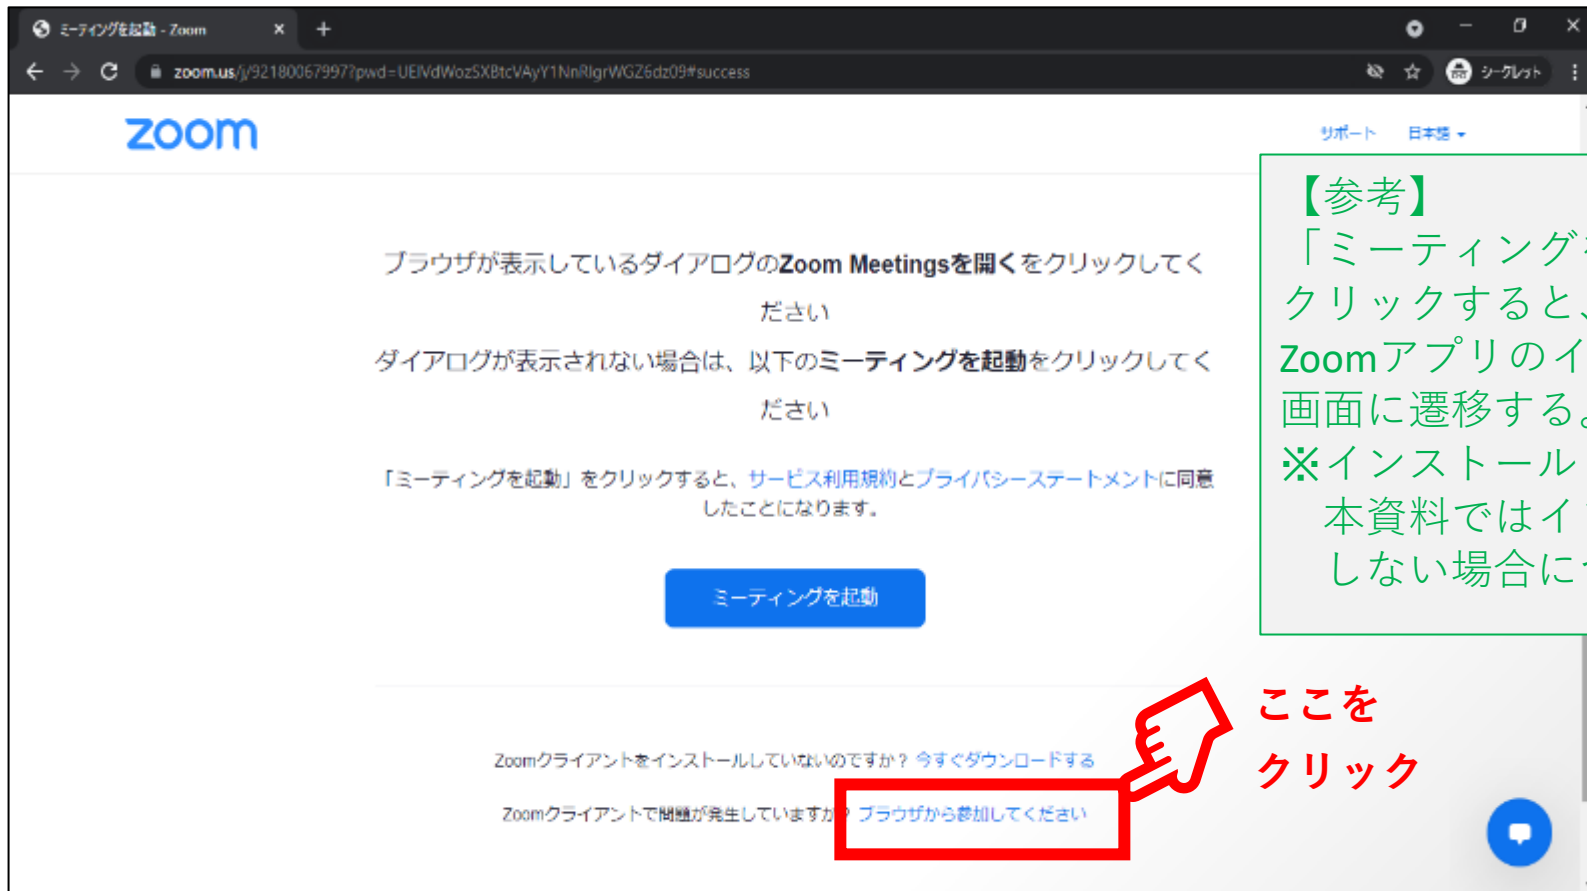 ミーティングを起動 - Zoom
zoom.us/j/92180067997?pwd=UElVdWozSXBtcVAyY1NnRlgrWGZ6dz09#success
シークレット
zoom
サポート 日本語
ブラウザが表示しているダイアログのZoom Meetingsを開くをクリックしてく
ださい
ダイアログが表示されない場合は、以下のミーティングを起動をクリックしてく
ださい
「ミーティングを起動」をクリックすると、サービス利用規約とプライバシーステートメントに同意
したことになります。
ミーティングを起動
Zoomクライアントをインストールしていないのですか？ 今すぐダウンロードする
Zoomクライアントで問題が発生していますか？ ブラウザから参加してください
【参考】
「ミーティング
クリックすると、
Zoomアプリのイ
画面に遷移する。
※インストール
本資料ではイ
しない場合に
ここを
クリック